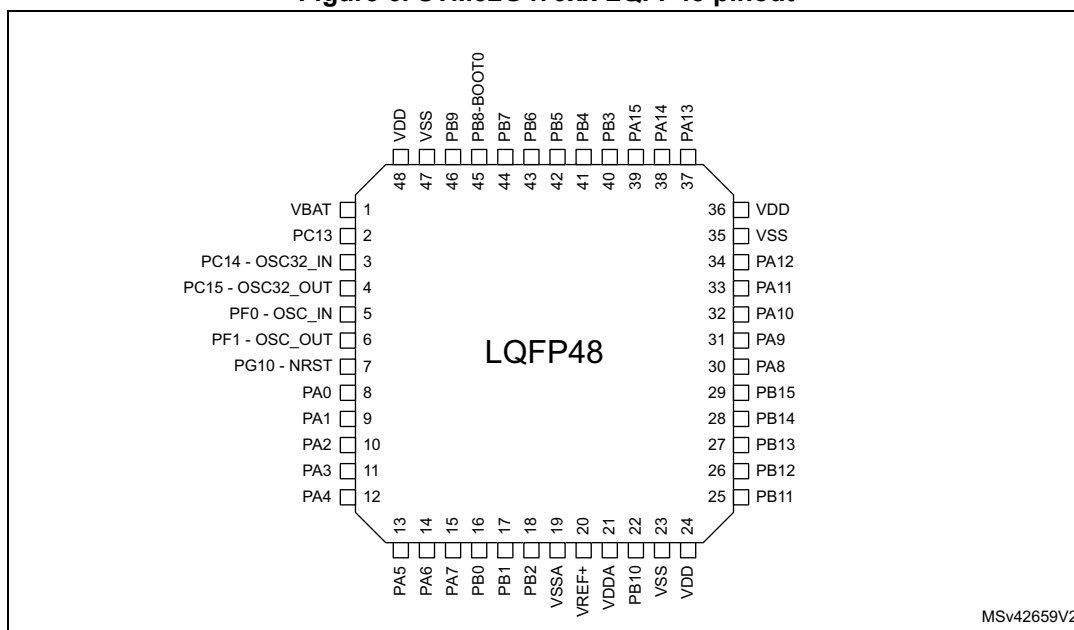 VDD
VSS
PB9
PB8-BOOT0
PB7
PB6
PB5
PB4
PB3
PA15
PA14
PA13
48
47
46
45
44
43
42
41
40
39
38
37
VBAT 1
PC13 2
PC14 - OSC32_IN 3
PC15 - OSC32_OUT 4
PF0 - OSC_IN 5
PF1 - OSC_OUT 6
PG10 - NRST 7
PA0 8
PA1 9
PA2 10
PA3 11
PA4 12
LQFP48
36 VDD
35 VSS
34 PA12
33 PA11
32 PA10
31 PA9
30 PA8
29 PB15
28 PB14
27 PB13
26 PB12
25 PB11
13
14
15
16
17
18
19
20
21
22
23
24
PA5
PA6
PA7
PB0
PB1
PB2
VSSA
VREF+
VDDA
PB10
VSS
VDD
MSv42659V2